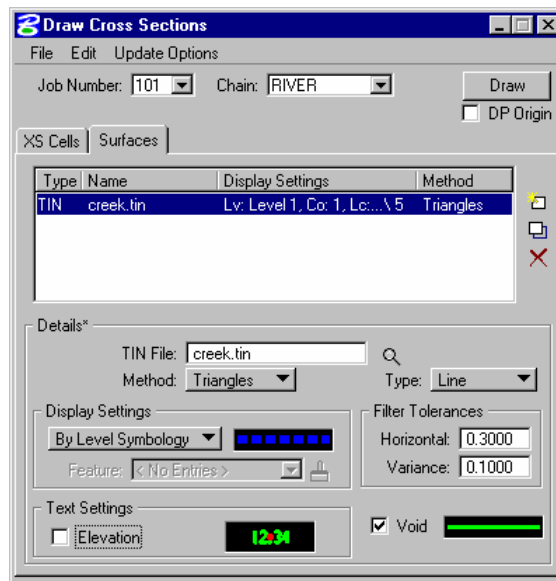 Draw Cross Sections
File Edit Update Options
Job Number: 101 Chain: RIVER Draw
DP Origin
XS Cells Surfaces
Type Name Display Settings Method
TIN creek.tin Lv: Level 1, Co: 1, Lc:...\ 5 Triangles
Details*
TIN File: creek.tin
Method: Triangles Type: Line
Display Settings Filter Tolerances
By Level Symbology Horizontal: 0.3000
Feature: < No Entries > Variance: 0.1000
Text Settings
Elevation 12.34 Void